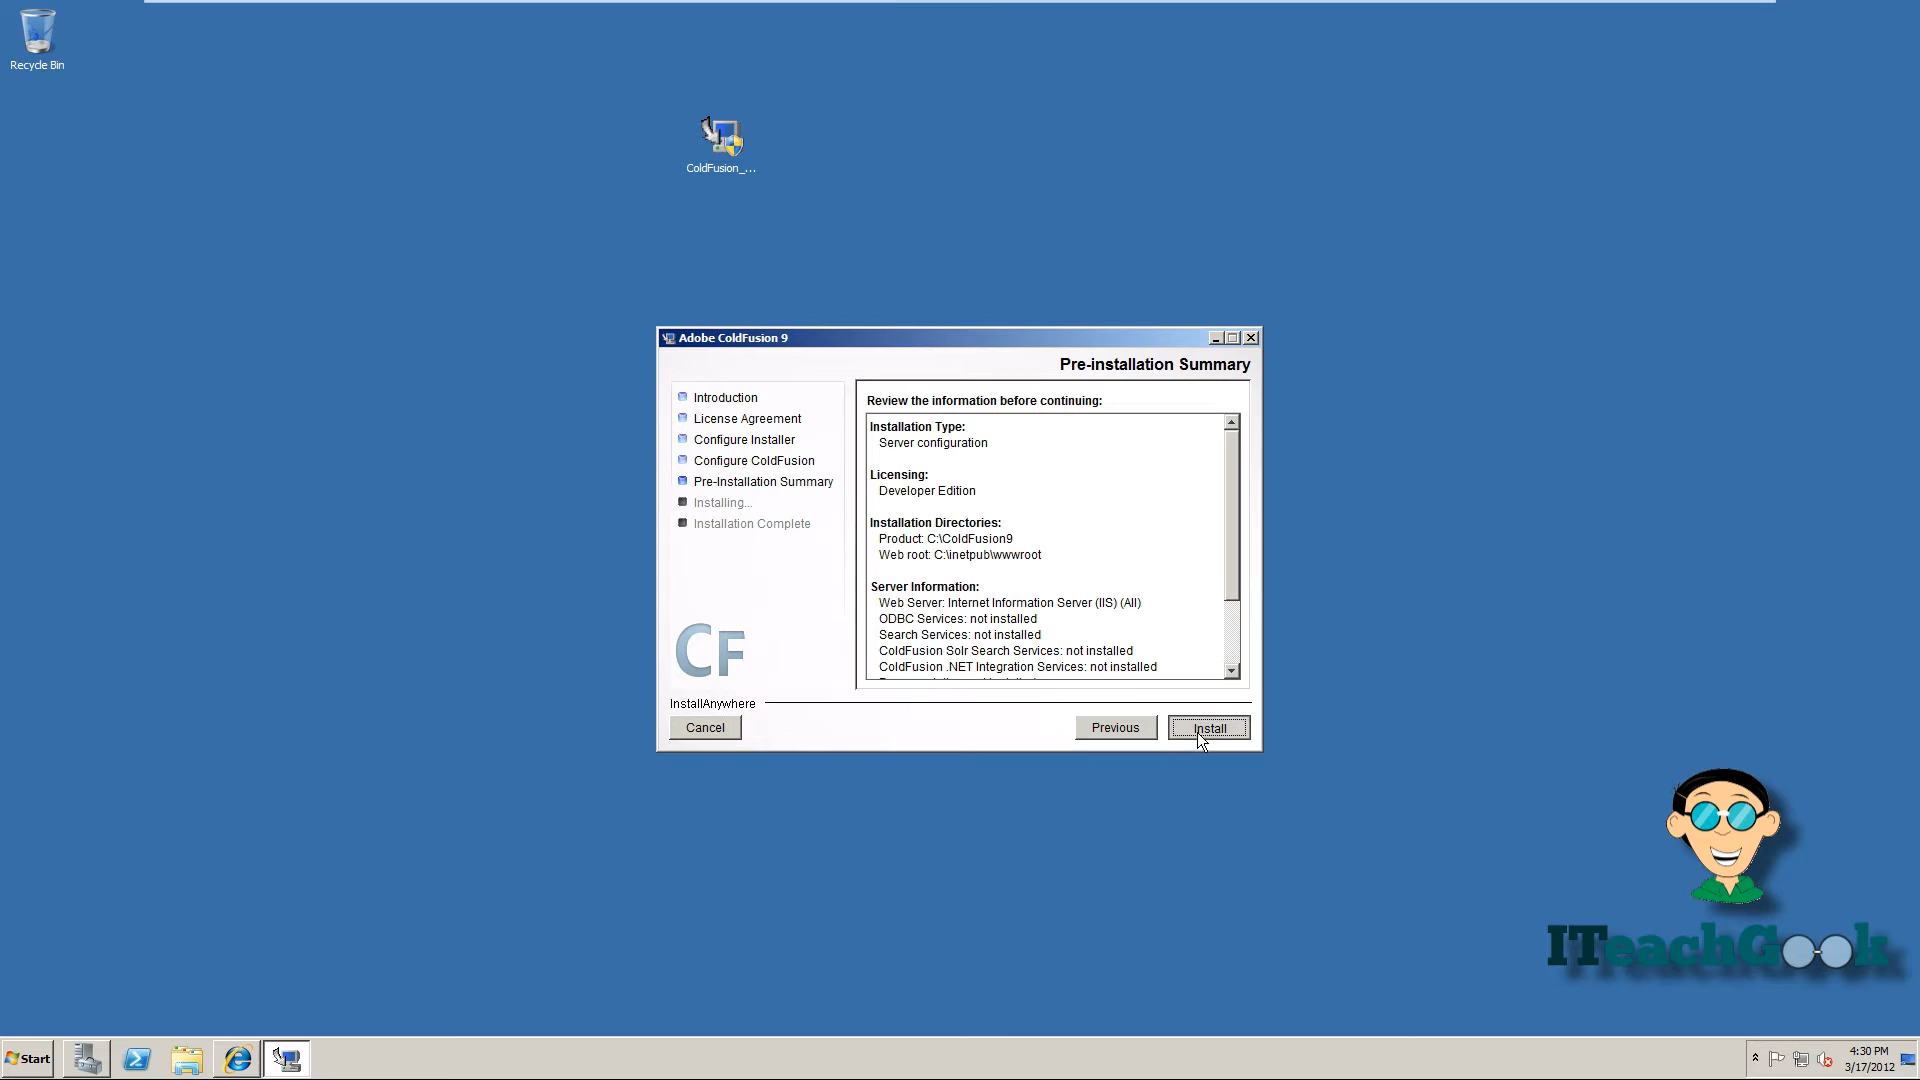 Recycle Bin
ColdFusion_...
Adobe ColdFusion 9
Pre-installation Summary
Introduction
License Agreement
Configure Installer
Configure ColdFusion
Pre-Installation Summary
Installing...
Installation Complete
CF
Review the information before continuing:
Installation Type:
Server configuration
Licensing:
Developer Edition
Installation Directories:
Product: C:\ColdFusion9
Web root: C:\inetpub\wwwroot
Server Information:
Web Server: Internet Information Server (IIS) (All)
ODBC Services: not installed
Search Services: not installed
ColdFusion Solr Search Services: not installed
ColdFusion .NET Integration Services: not installed
InstallAnywhere
Cancel
Previous
Install
ITeachGook
Start
4:30 PM
3/17/2012